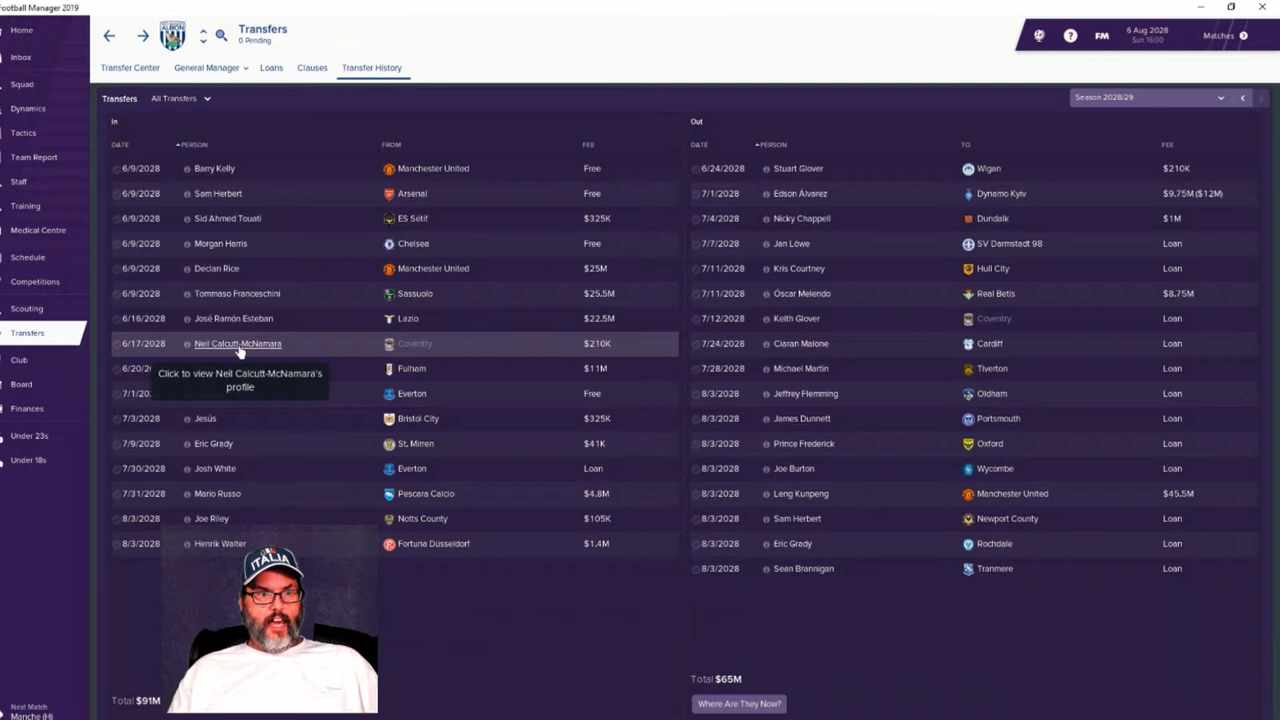 Football Manager 2019
Home
Inbox
Squad
Dynamics
Tactics
Team Report
Staff
Training
Medical Centre
Schedule
Competitions
Scouting
Transfers
Club
Board
Finances
Under 23s
Under 18s
Next Match
Manche (H)
ALBION
Transfers
0 Pending
FM
6 Aug 2028
Sun 16:00
Matches
Transfer Center General Manager Loans Clauses Transfer History
Transfers All Transfers
Season 2028/29
In
DATE PERSON FROM FEE
6/9/2028 Barry Kelly Manchester United Free
6/9/2028 Sam Herbert Arsenal Free
6/9/2028 Sid Ahmed Touati ES Sétif $325K
6/9/2028 Morgan Harris Chelsea Free
6/9/2028 Declan Rice Manchester United $25M
6/9/2028 Tommaso Franceschini Sassuolo $25.5M
6/16/2028 José Ramón Esteban Lazio $22.5M
6/17/2028 Neil Calcutt-McNamara Coventry $210K
6/20/2 Fulham $11M
Click to view Neil Calcutt-McNamara's
profile
7/1/20 Everton Free
7/3/2028 Jesús Bristol City $325K
7/9/2028 Eric Grady St. Mirren $41K
7/30/2028 Josh White Everton Loan
7/31/2028 Mario Russo Pescara Calcio $4.8M
8/3/2028 Joe Riley Notts County $105K
8/3/2028 Henrik Walter Fortuna Düsseldorf $1.4M
ITALIA
Total $91M
Out
DATE PERSON TO FEE
6/24/2028 Stuart Glover Wigan $210K
7/1/2028 Edson Álvarez Dynamo Kyiv $9.75M ($12M)
7/4/2028 Nicky Chappell Dundalk $1M
7/7/2028 Jan Löwe SV Darmstadt 98 Loan
7/11/2028 Kris Courtney Hull City Loan
7/11/2028 Óscar Melendo Real Betis $8.75M
7/12/2028 Keith Glover Coventry Loan
7/24/2028 Ciaran Malone Cardiff Loan
7/28/2028 Michael Martin Tiverton Loan
8/3/2028 Jeffrey Flemming Oldham Loan
8/3/2028 James Dunnett Portsmouth Loan
8/3/2028 Prince Frederick Oxford Loan
8/3/2028 Joe Burton Wycombe Loan
8/3/2028 Leng Kunpeng Manchester United $45.5M
8/3/2028 Sam Herbert Newport County Loan
8/3/2028 Eric Grady Rochdale Loan
8/3/2028 Sean Brannigan Tranmere Loan
Total $65M
Where Are They Now?